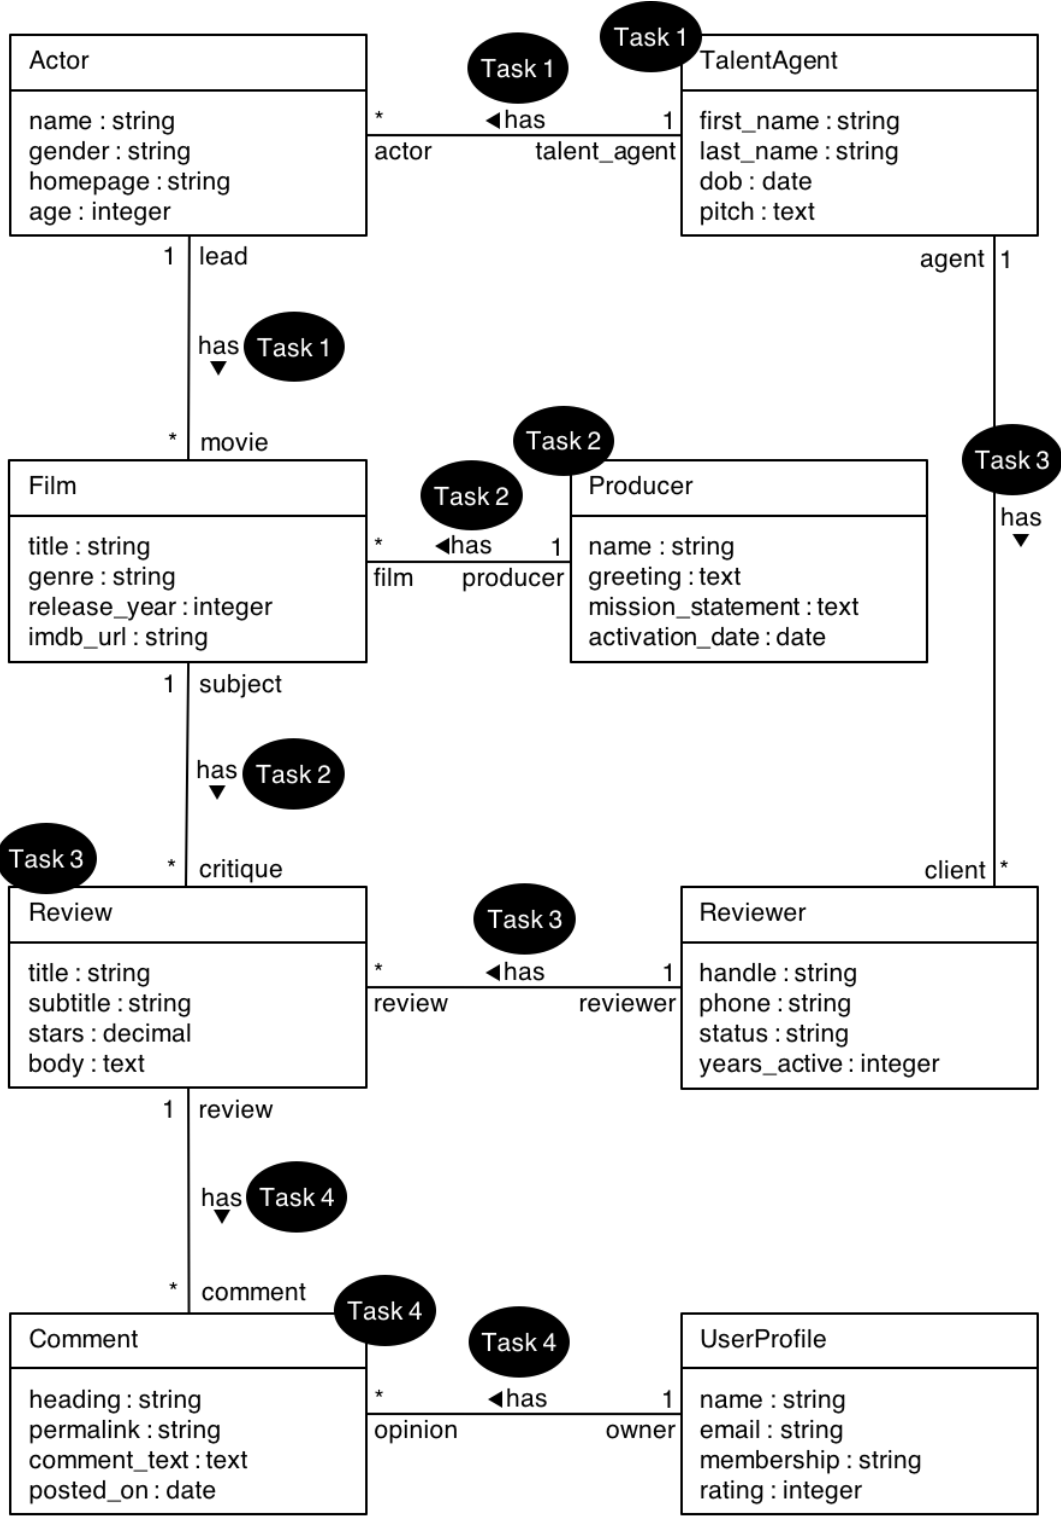 Task 1
Task 1
Actor
TalentAgent
name : string
gender : string
homepage : string
age : integer
* ◀has 1
actor talent_agent
first_name : string
last_name : string
dob : date
pitch : text
1 lead
agent 1
has Task 1
▼
* movie
Task 2
Task 3
has
▼
Film
Task 2
Producer
title : string
genre : string
release_year : integer
imdb_url : string
* ◀has 1
film producer
name : string
greeting : text
mission_statement : text
activation_date : date
1 subject
has Task 2
▼
Task 3
* critique
client *
Review
Task 3
Reviewer
title : string
subtitle : string
stars : decimal
body : text
* ◀has 1
review reviewer
handle : string
phone : string
status : string
years_active : integer
1 review
has Task 4
▼
* comment
Task 4
Comment
Task 4
UserProfile
heading : string
permalink : string
comment_text : text
posted_on : date
* ◀has 1
opinion owner
name : string
email : string
membership : string
rating : integer